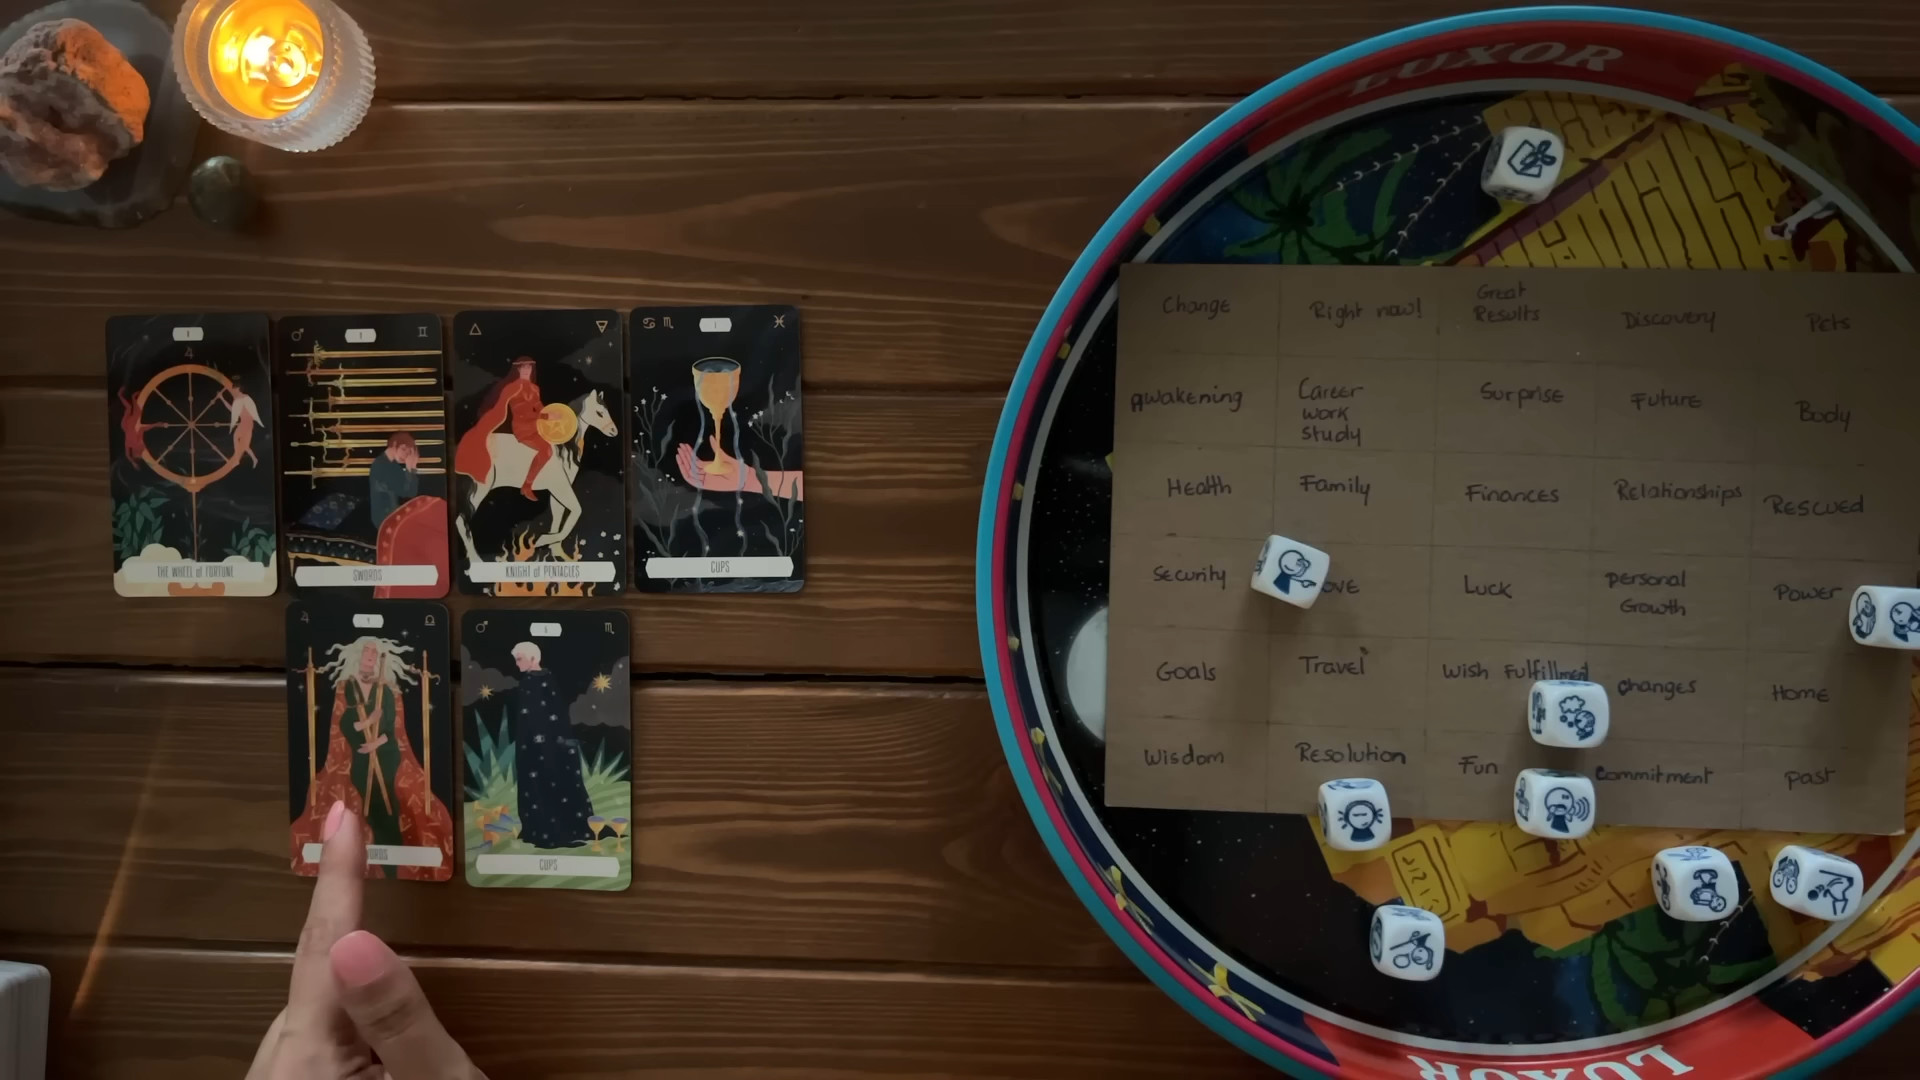 LUXOR
Change
Right now!
Great
Results
Discovery
Pets
Awakening
Career
work
study
Surprise
Future
Body
Health
Family
Finances
Relationships
RESCUED
Security
ove
Luck
personal
Growth
Power
Goals
Travel
Wish Fulfillment
changes
Home
Wisdom
Resolution
Fun
Commitment
past
THE WHEEL of FORTUNE
SWORDS
KNIGHT of PENTACLES
CUPS
ORDS
CUPS
LUXOR